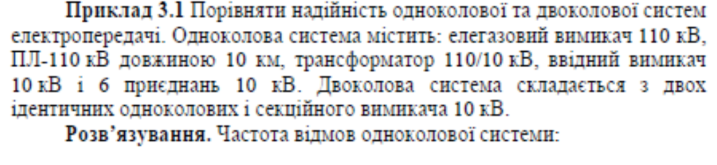 Приклад 3.1 Порівняти надійність одноколової та двоколової систем
електропередачі. Одноколова система містить: елегазовий вимикач 110 кВ,
ПЛ-110 кВ довжиною 10 км, трансформатор 110/10 кВ, ввідний вимикач
10 кВ і 6 приєднань 10 кВ. Двоколова система складається з двох
ідентичних одноколових і секційного вимикача 10 кВ.
Розв’язування. Частота відмов одноколової системи: